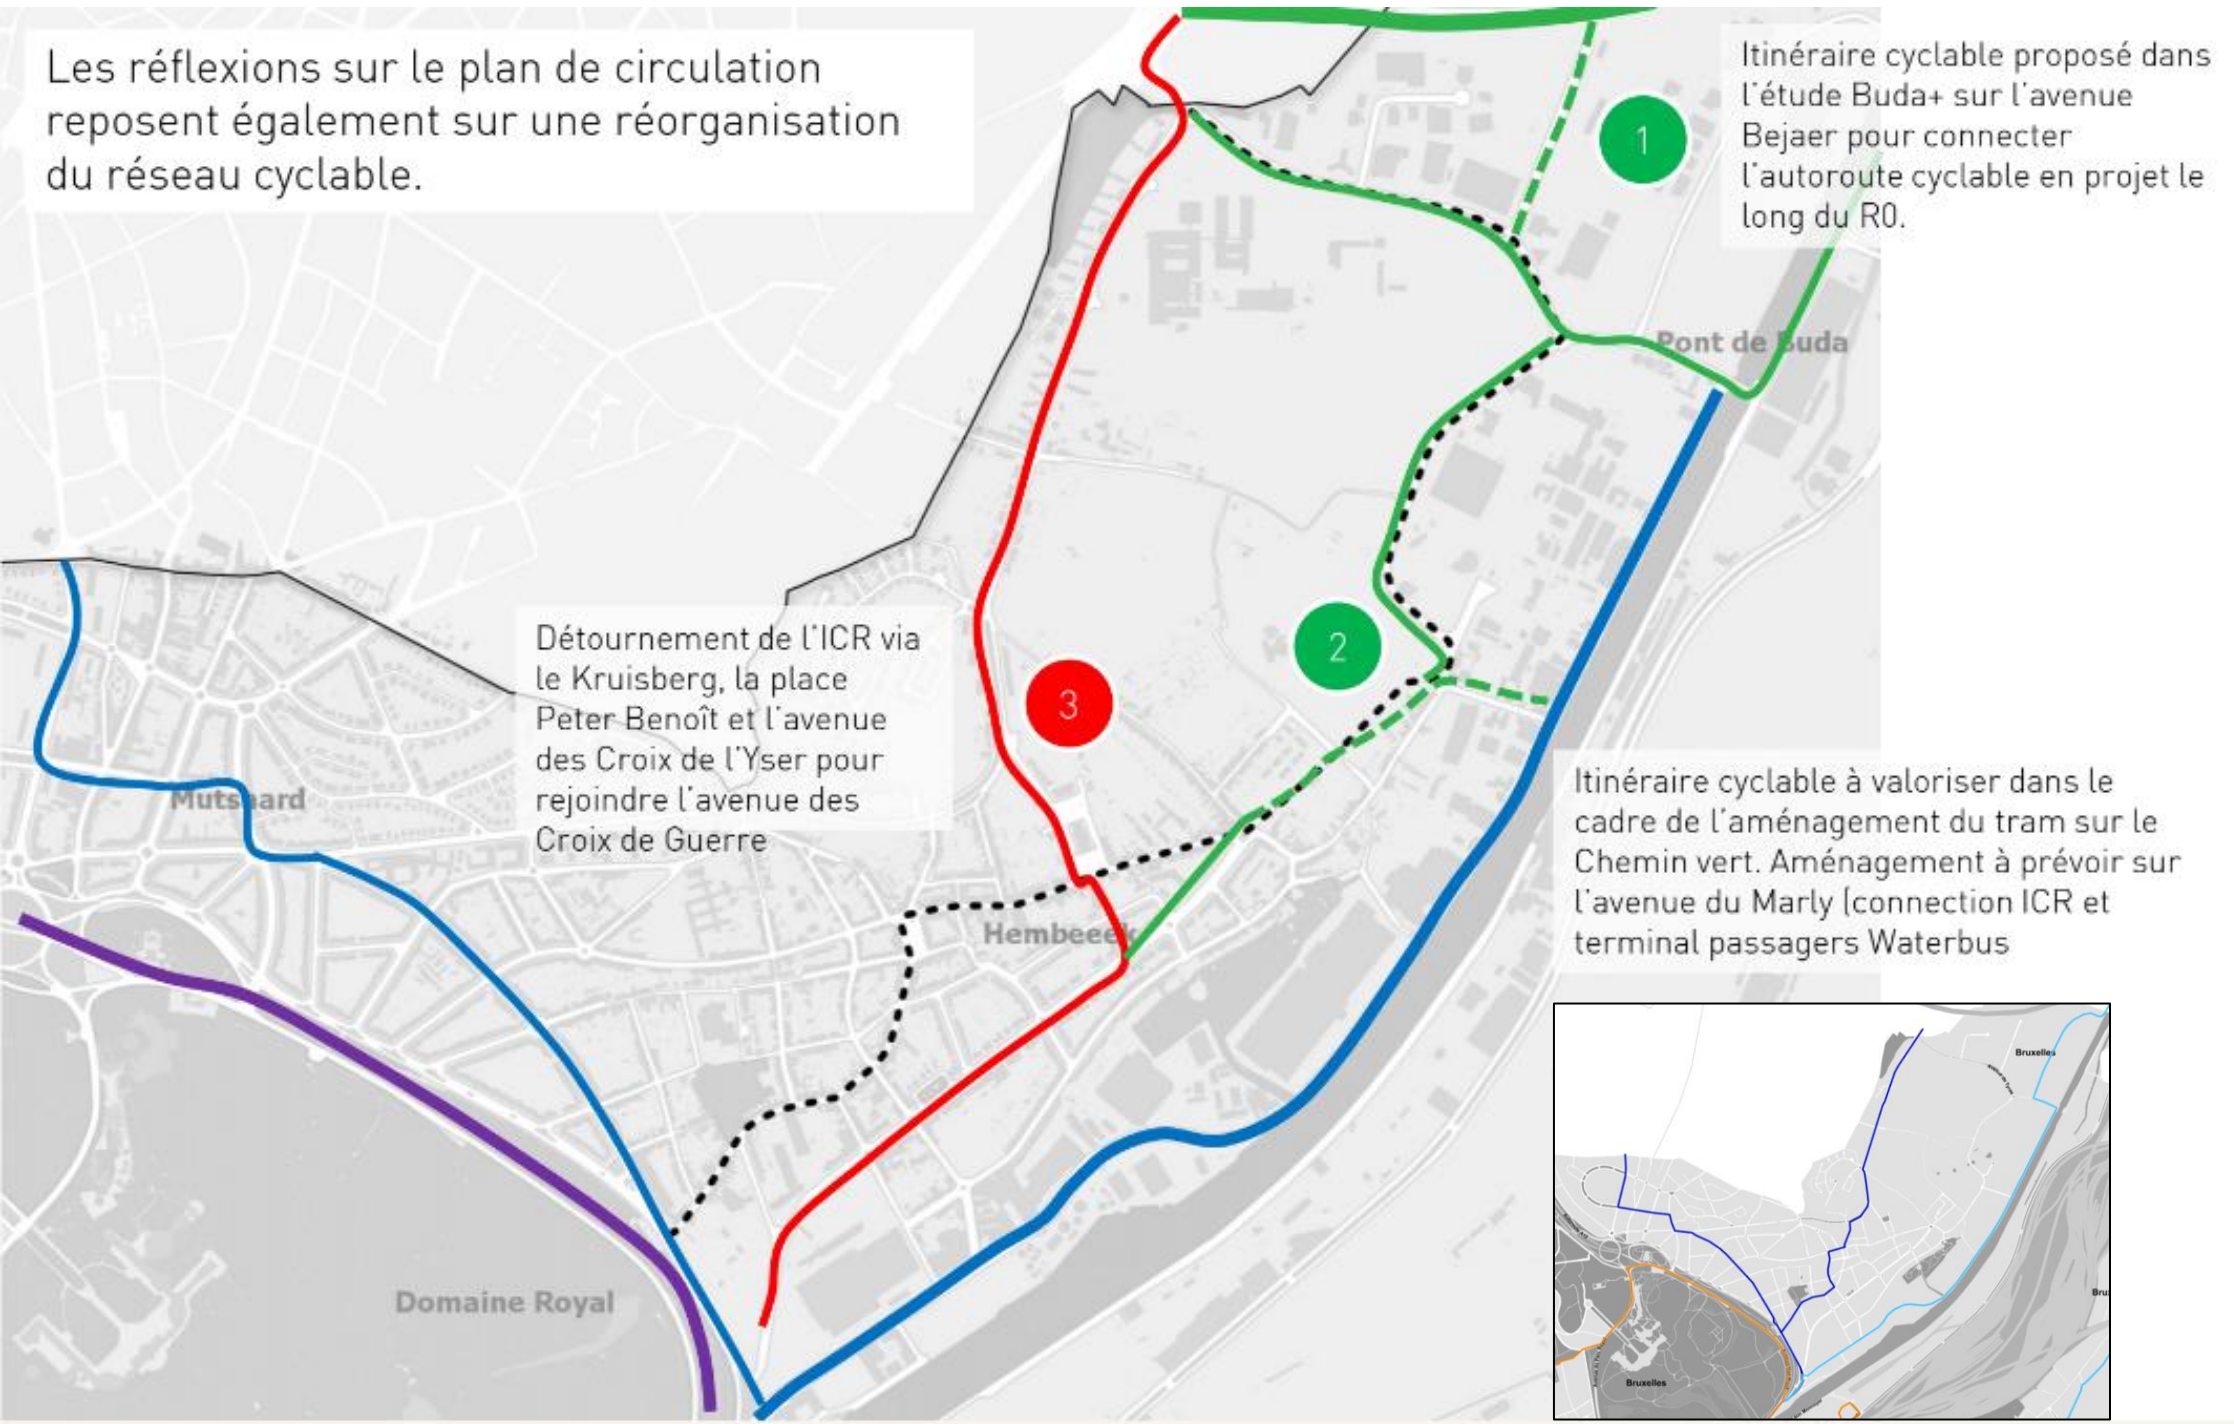 Les réflexions sur le plan de circulation
reposent également sur une réorganisation
du réseau cyclable.
Itinéraire cyclable proposé dans
l'étude Buda+ sur l'avenue
Bejaer pour connecter
l'autoroute cyclable en projet le
long du R0.
1
Pont de Buda
2
Détournement de l'ICR via
le Kruisberg, la place
Peter Benoît et l'avenue
des Croix de l'Yser pour
rejoindre l'avenue des
Croix de Guerre
3
Mutsaard
Itinéraire cyclable à valoriser dans le
cadre de l'aménagement du tram sur le
Chemin vert. Aménagement à prévoir sur
l'avenue du Marly (connection ICR et
terminal passagers Waterbus
Hembeeek
Domaine Royal
Bruxelles
Bru
Bruxelles